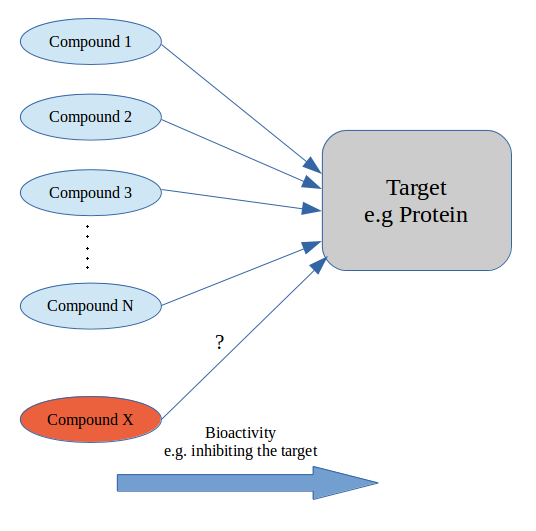 Compound 1
Compound 2
Compound 3
Compound N
Compound X
Target
e.g Protein
?
Bioactivity
e.g. inhibiting the target